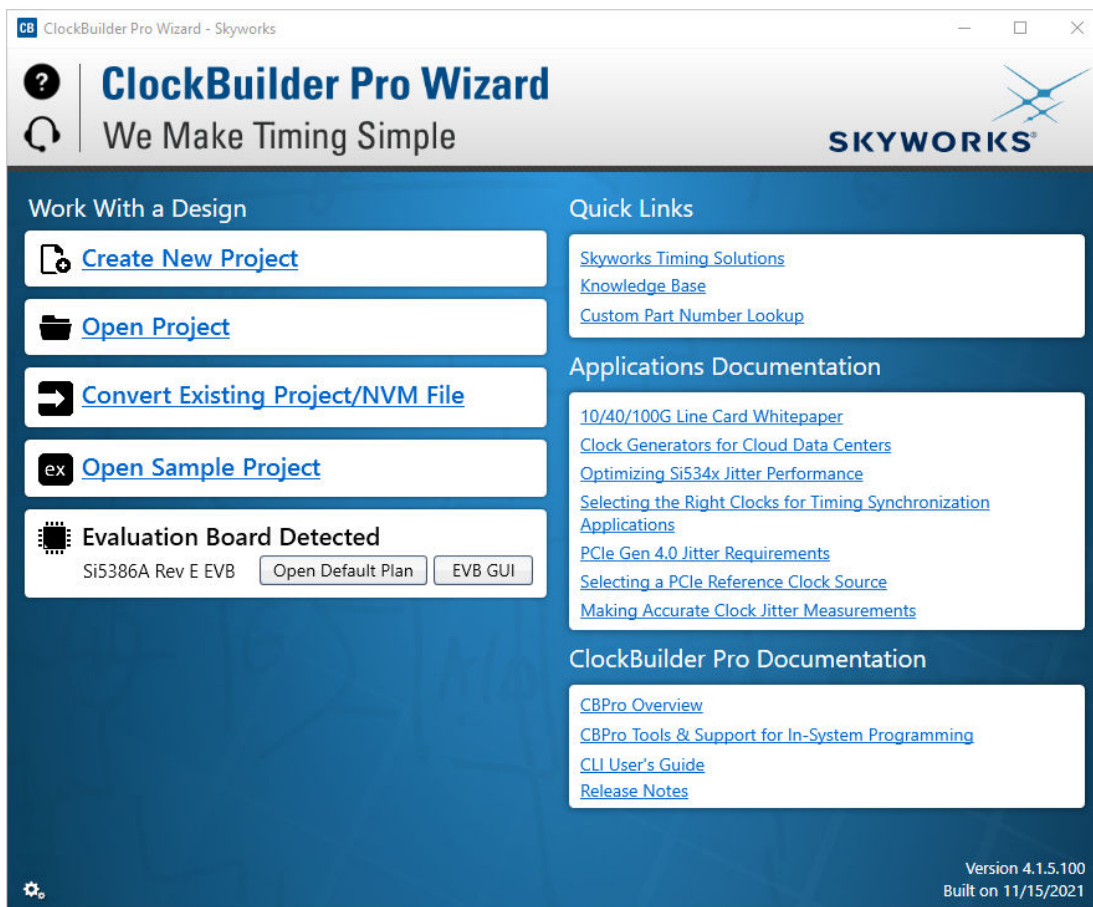 CB ClockBuilder Pro Wizard - Skyworks
?
ClockBuilder Pro Wizard
We Make Timing Simple
SKYWORKS®
Work With a Design
Create New Project
Open Project
Convert Existing Project/NVM File
ex Open Sample Project
Evaluation Board Detected
Si5386A Rev E EVB Open Default Plan EVB GUI
Quick Links
Skyworks Timing Solutions
Knowledge Base
Custom Part Number Lookup
Applications Documentation
10/40/100G Line Card Whitepaper
Clock Generators for Cloud Data Centers
Optimizing Si534x Jitter Performance
Selecting the Right Clocks for Timing Synchronization
Applications
PCIe Gen 4.0 Jitter Requirements
Selecting a PCIe Reference Clock Source
Making Accurate Clock Jitter Measurements
ClockBuilder Pro Documentation
CBPro Overview
CBPro Tools & Support for In-System Programming
CLI User's Guide
Release Notes
Version 4.1.5.100
Built on 11/15/2021